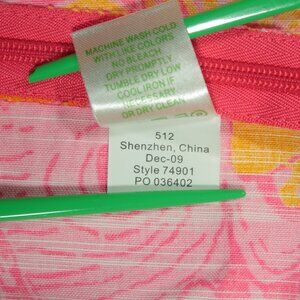 MACHINE WASH COLD
WITH LIKE COLORS
NO BLEACH
DRY PROMPTLY
TUMBLE DRY LOW
COOL IRON IF
NECESSARY
OR DRY CLEAN
512
Shenzhen, China
Dec-09
Style 74901
PO 036402